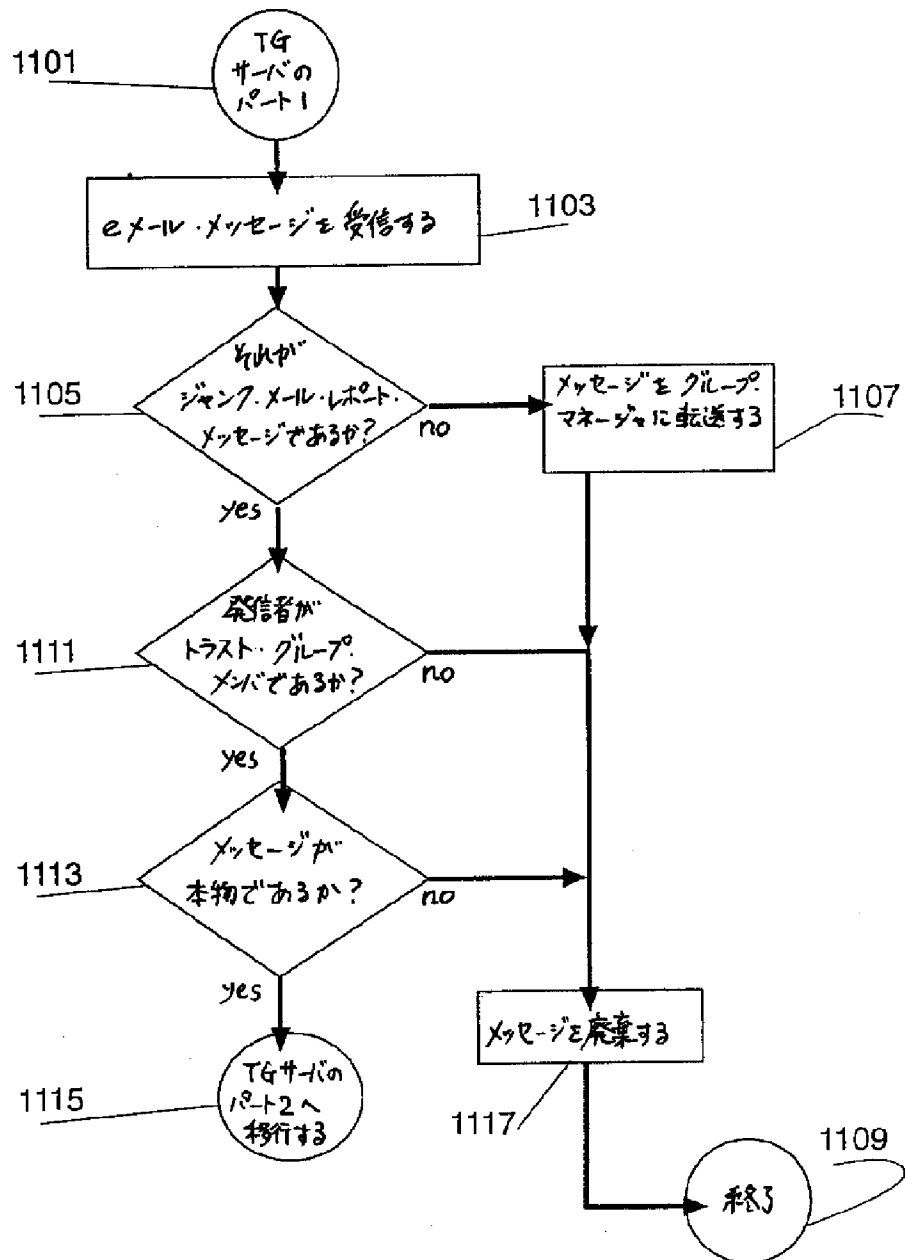 1101
TG
サーバの
パート1
eメール・メッセージを受信する
1103
1105
それが
ジャンク・メール・レポート・
メッセージであるか?
no
yes
メッセージをグループ・
マネージャに転送する
1107
1111
発信者が
トラスト・グループ・
メンバであるか?
no
yes
1113
メッセージが
本物であるか?
no
yes
1115
TGサーバの
パート2へ
移行する
メッセージを廃棄する
1117
1109
終了